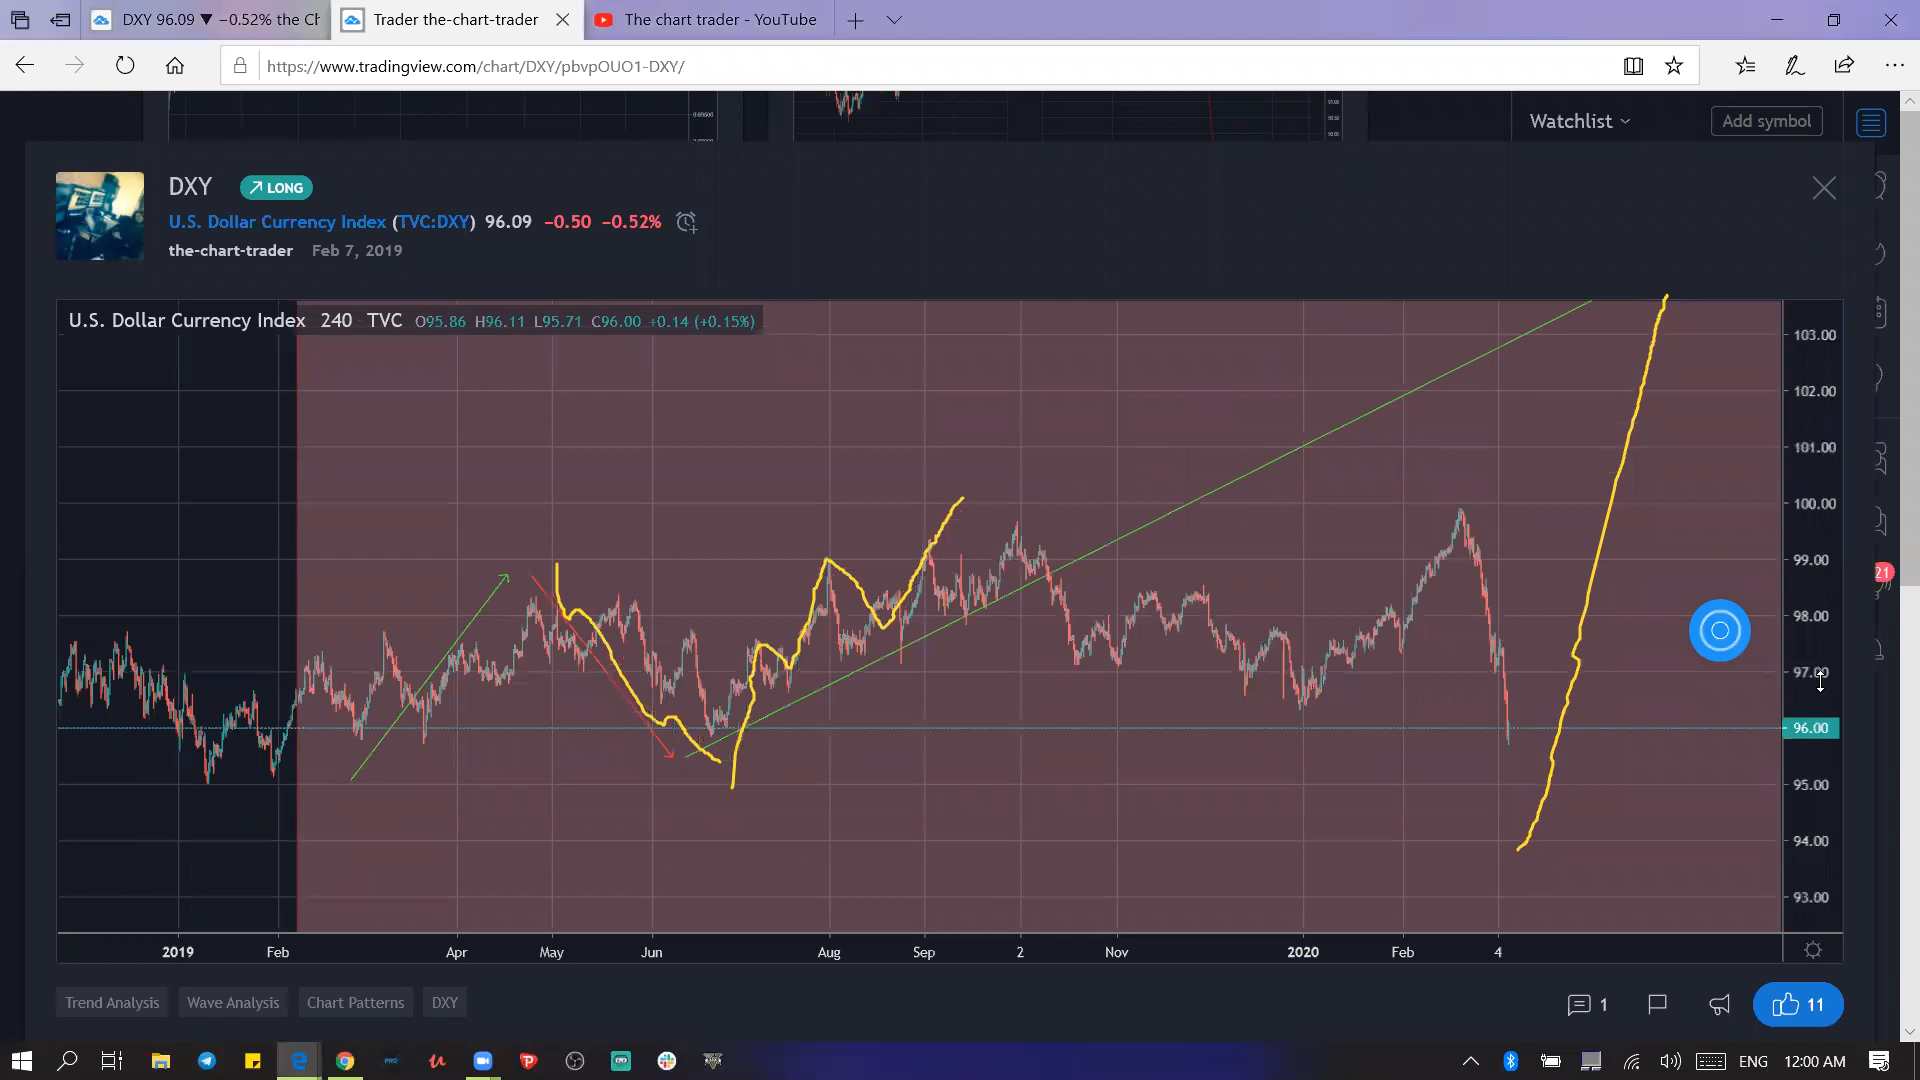 DXY 96.09 ▼ −0.52% the Ch
Trader the-chart-trader
The chart trader - YouTube
https://www.tradingview.com/chart/DXY/pbvpOUO1-DXY/
Watchlist
Add symbol
DXY
LONG
U.S. Dollar Currency Index (TVC:DXY) 96.09 −0.50 −0.52%
the-chart-trader Feb 7, 2019
U.S. Dollar Currency Index 240 TVC O95.86 H96.11 L95.71 C96.00 +0.14 (+0.15%)
103.00
102.00
101.00
100.00
99.00
98.00
97.00
96.00
95.00
94.00
93.00
21
2019 Feb Apr May Jun Aug Sep 2 Nov 2020 Feb 4
Trend Analysis Wave Analysis Chart Patterns DXY
1
11
PRO
ENG 12:00 AM